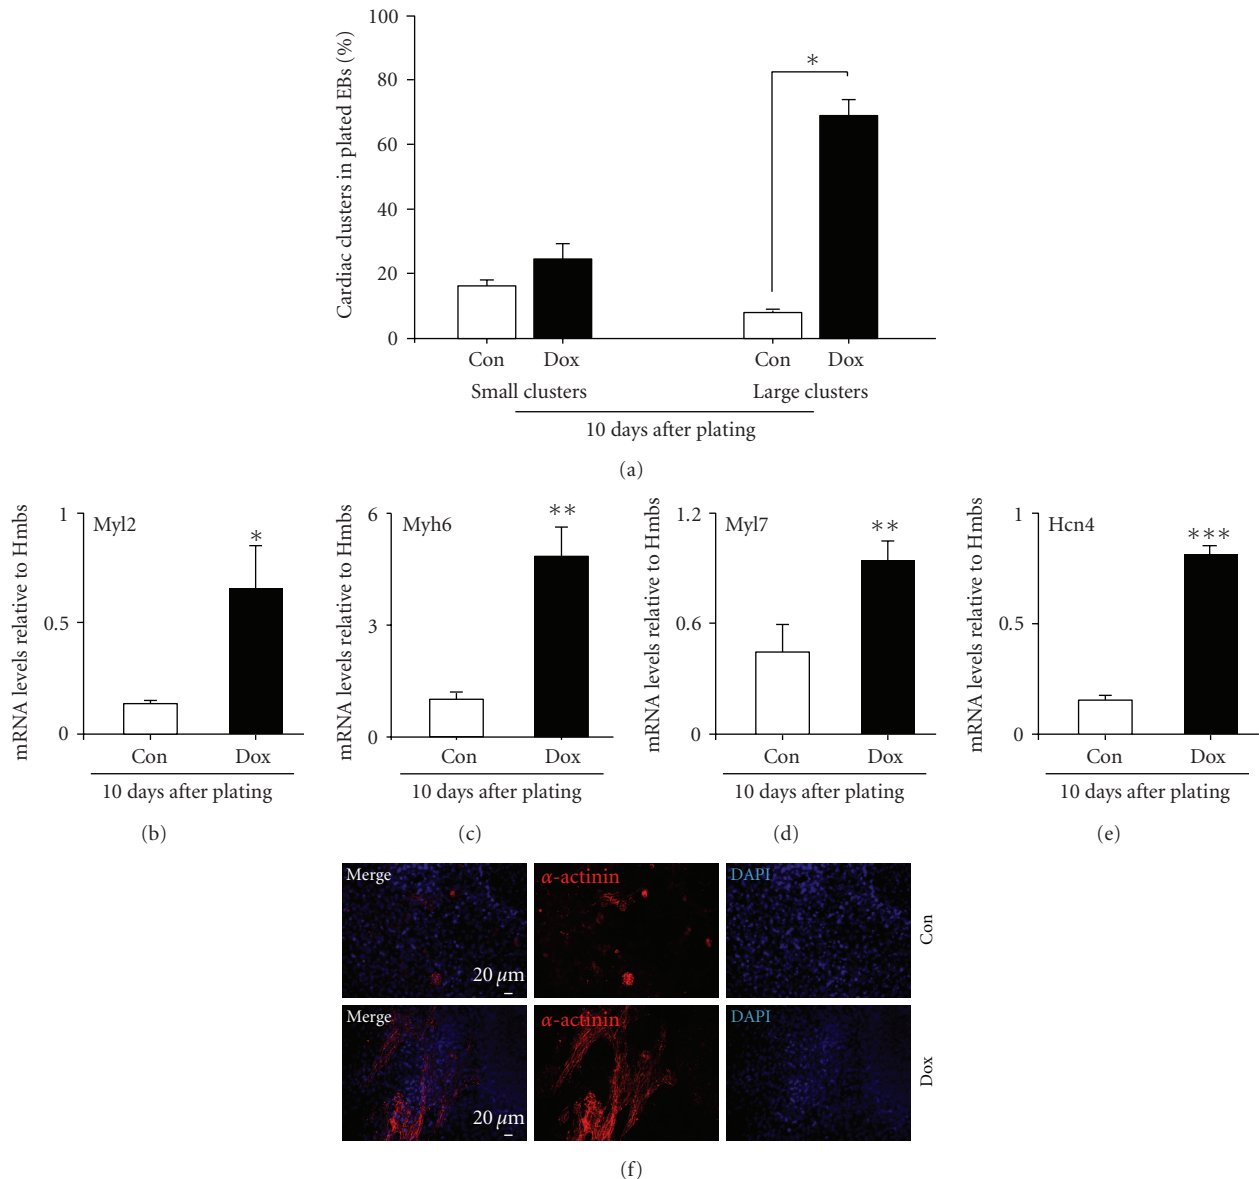 Cardiac clusters in plated EBs (%)
100
80
60
40
20
0
*
Con
Dox
Con
Dox
Small clusters
Large clusters
10 days after plating
(a)
mRNA levels relative to Hmbs
1
0.5
0
Myl2
*
Con
Dox
10 days after plating
(b)
mRNA levels relative to Hmbs
6
3
0
Myh6
**
Con
Dox
10 days after plating
(c)
mRNA levels relative to Hmbs
1.2
0.6
0
Myl7
**
Con
Dox
10 days after plating
(d)
mRNA levels relative to Hmbs
1
0.5
0
Hcn4
***
Con
Dox
10 days after plating
(e)
Merge
20 μm
α-actinin
DAPI
Con
Merge
20 μm
α-actinin
DAPI
Dox
(f)